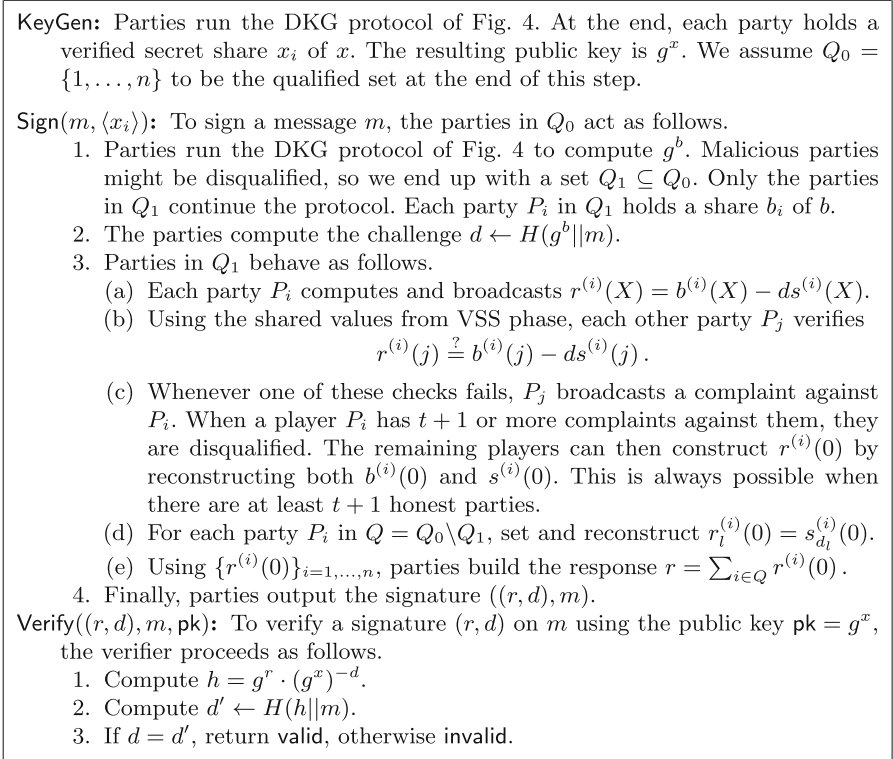 KeyGen: Parties run the DKG protocol of Fig. 4. At the end, each party holds a
verified secret share x_i of x. The resulting public key is g^x. We assume Q_0 =
{1, . . . , n} to be the qualified set at the end of this step.
Sign(m, ⟨x_i⟩): To sign a message m, the parties in Q_0 act as follows.
1. Parties run the DKG protocol of Fig. 4 to compute g^b. Malicious parties
might be disqualified, so we end up with a set Q_1 ⊆ Q_0. Only the parties
in Q_1 continue the protocol. Each party P_i in Q_1 holds a share b_i of b.
2. The parties compute the challenge d ← H(g^b||m).
3. Parties in Q_1 behave as follows.
(a) Each party P_i computes and broadcasts r^{(i)}(X) = b^{(i)}(X) − ds^{(i)}(X).
(b) Using the shared values from VSS phase, each other party P_j verifies
r^{(i)}(j) ≟ b^{(i)}(j) − ds^{(i)}(j) .
(c) Whenever one of these checks fails, P_j broadcasts a complaint against
P_i. When a player P_i has t + 1 or more complaints against them, they
are disqualified. The remaining players can then construct r^{(i)}(0) by
reconstructing both b^{(i)}(0) and s^{(i)}(0). This is always possible when
there are at least t + 1 honest parties.
(d) For each party P_i in Q = Q_0\Q_1, set and reconstruct r_l^{(i)}(0) = s_{d_l}^{(i)}(0).
(e) Using {r^{(i)}(0)}_{i=1,...,n}, parties build the response r = ∑_{i∈Q} r^{(i)}(0) .
4. Finally, parties output the signature ((r, d), m).
Verify((r, d), m, pk): To verify a signature (r, d) on m using the public key pk = g^x,
the verifier proceeds as follows.
1. Compute h = g^r · (g^x)^{−d}.
2. Compute d′ ← H(h||m).
3. If d = d′, return valid, otherwise invalid.